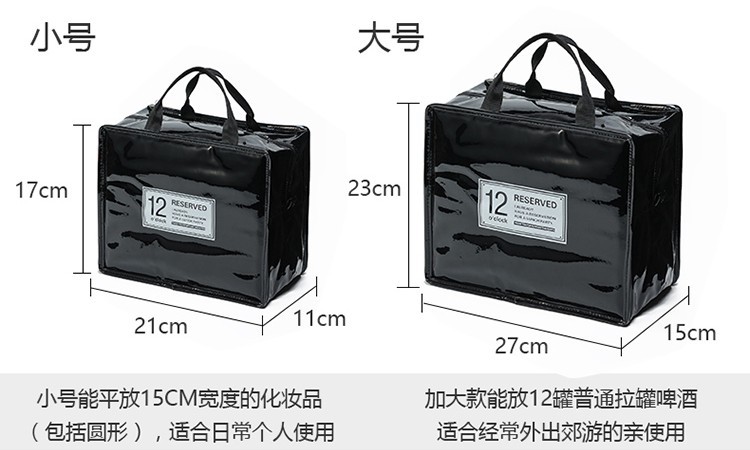 小号
大号
17cm
12
o'clock
RESERVED
21cm
11cm
23cm
12
o'clock
RESERVED
27cm
15cm
小号能平放15CM宽度的化妆品
（包括圆形），适合日常个人使用
加大款能放12罐普通拉罐啤酒
适合经常外出郊游的亲使用